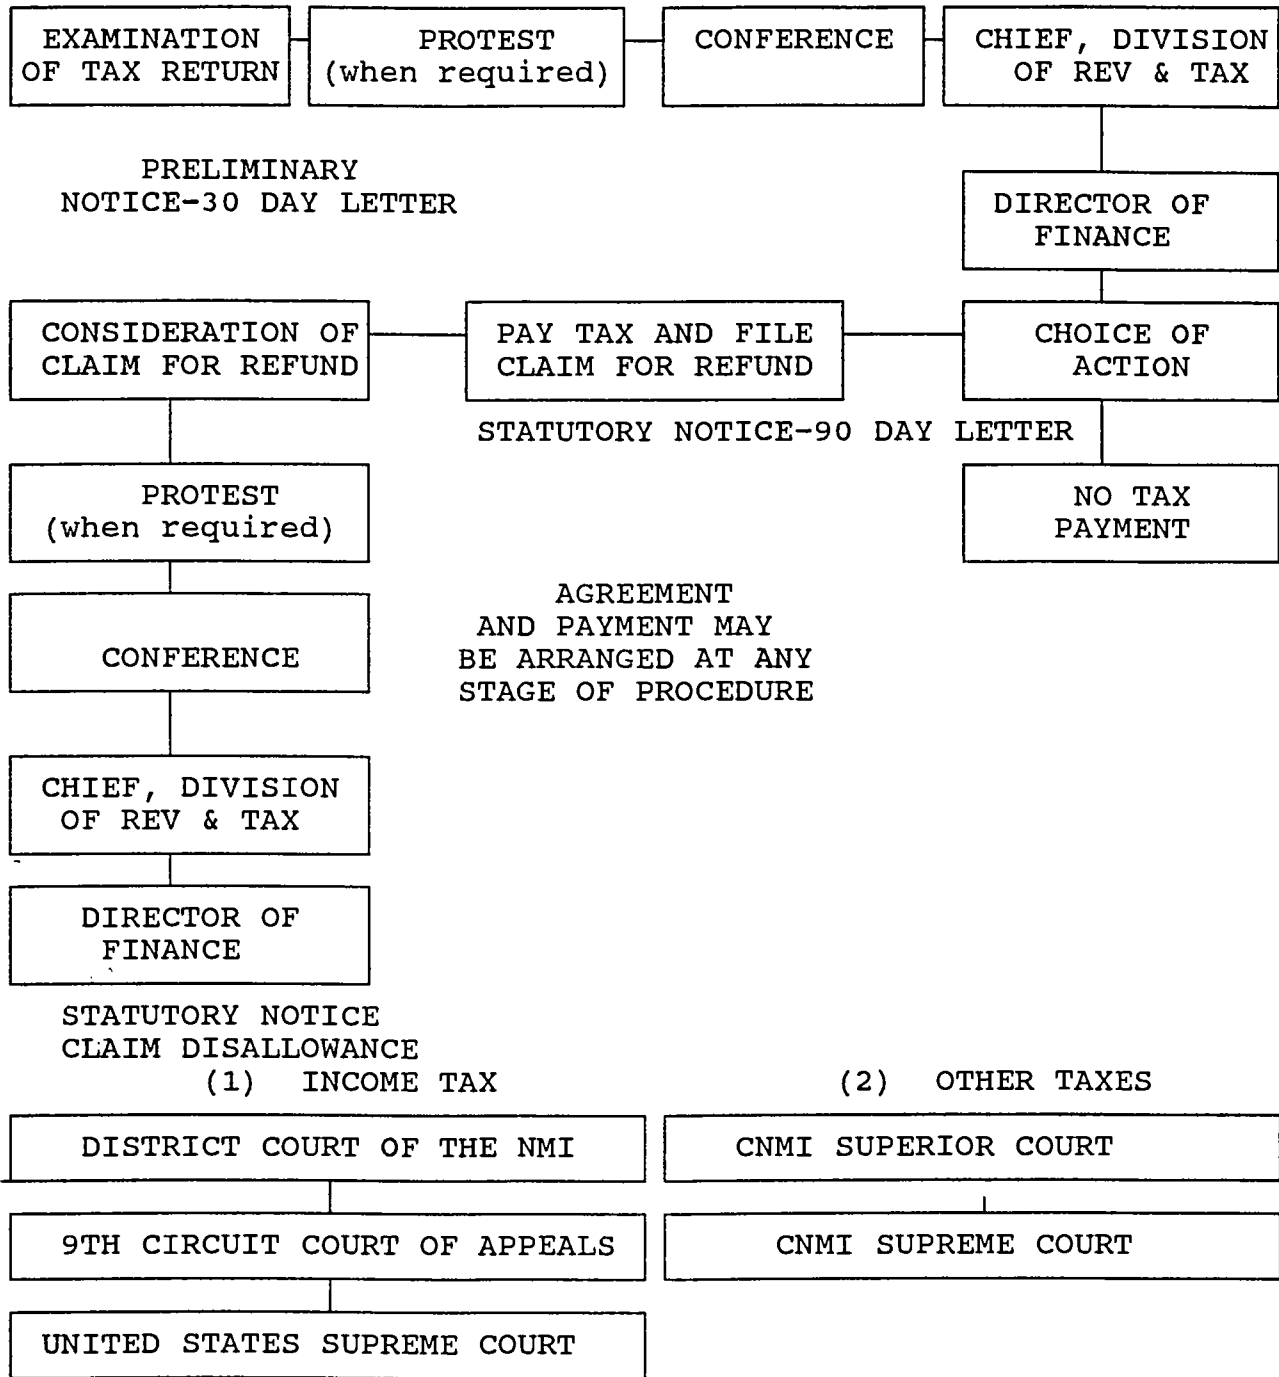 EXAMINATION
OF TAX RETURN
PROTEST
(when required)
CONFERENCE
CHIEF, DIVISION
OF REV & TAX
PRELIMINARY
NOTICE-30 DAY LETTER
DIRECTOR OF
FINANCE
CONSIDERATION OF
CLAIM FOR REFUND
PAY TAX AND FILE
CLAIM FOR REFUND
CHOICE OF
ACTION
STATUTORY NOTICE-90 DAY LETTER
PROTEST
(when required)
NO TAX
PAYMENT
CONFERENCE
AGREEMENT
AND PAYMENT MAY
BE ARRANGED AT ANY
STAGE OF PROCEDURE
CHIEF, DIVISION
OF REV & TAX
DIRECTOR OF
FINANCE
STATUTORY NOTICE
CLAIM DISALLOWANCE
(1) INCOME TAX
(2) OTHER TAXES
DISTRICT COURT OF THE NMI
CNMI SUPERIOR COURT
9TH CIRCUIT COURT OF APPEALS
CNMI SUPREME COURT
UNITED STATES SUPREME COURT